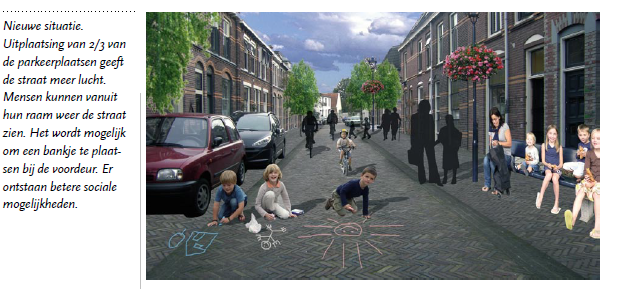 Nieuwe situatie.
Uitplaatsing van 2/3 van
de parkeerplaatsen geeft
de straat meer lucht.
Mensen kunnen vanuit
hun raam weer de straat
zien. Het wordt mogelijk
om een bankje te plaat-
sen bij de voordeur. Er
ontstaan betere sociale
mogelijkheden.